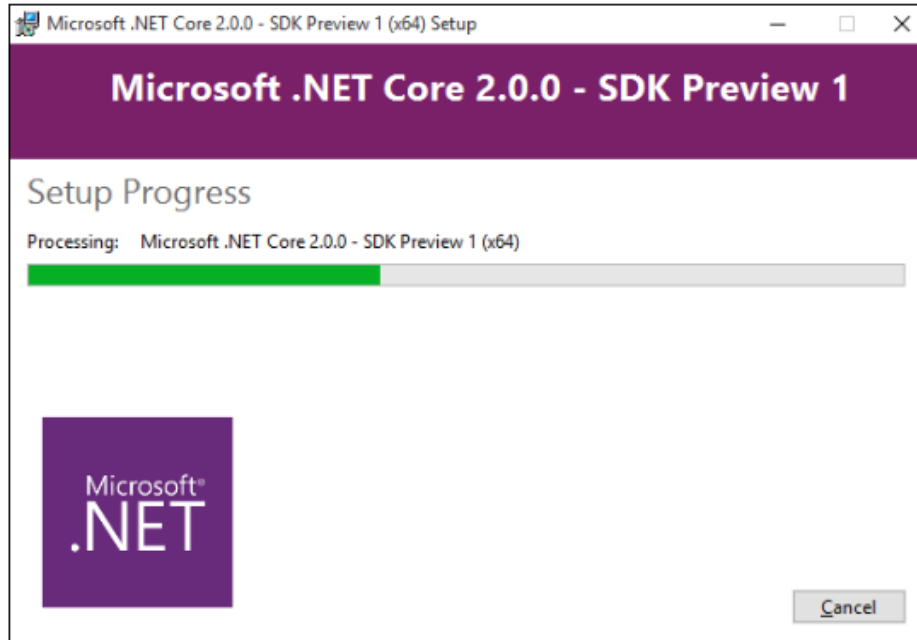 Microsoft .NET Core 2.0.0 - SDK Preview 1 (x64) Setup
Microsoft .NET Core 2.0.0 - SDK Preview 1
Setup Progress
Processing: Microsoft .NET Core 2.0.0 - SDK Preview 1 (x64)
Microsoft®
.NET
Cancel